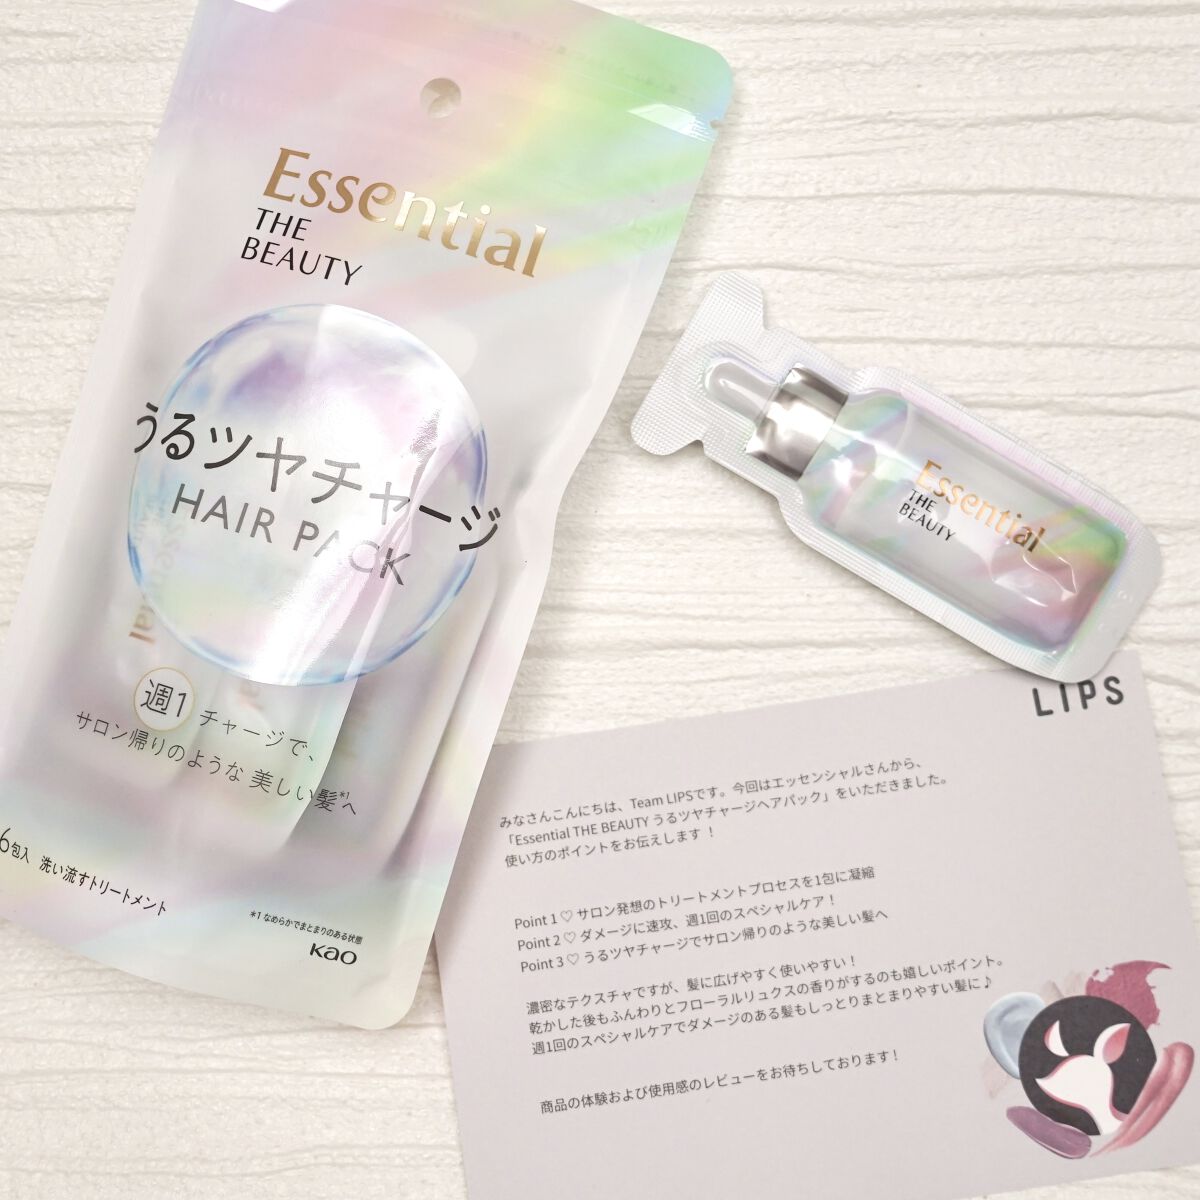 Essential
THE
BEAUTY
うるツヤチャージ
HAIR PACK
週1 チャージで、
サロン帰りのような 美しい髪*1へ
6包入 洗い流すトリートメント
*1 なめらかでまとまりのある状態
Kao
Essential
THE
BEAUTY
LIPS
みなさんこんにちは、Team LIPSです。今回はエッセンシャルさんから、
「Essential THE BEAUTY うるツヤチャージヘアパック」をいただきました。
使い方のポイントをお伝えします！
Point 1 ♡ サロン発想のトリートメントプロセスを1包に凝縮
Point 2 ♡ ダメージに速攻、週1回のスペシャルケア！
Point 3 ♡ うるツヤチャージでサロン帰りのような美しい髪へ
濃密なテクスチャですが、髪に広げやすく使いやすい！
乾かした後もふんわりとフローラルリュクスの香りがするのも嬉しいポイント。
週1回のスペシャルケアでダメージのある髪もしっとりまとまりやすい髪に♪
商品の体験および使用感のレビューをお待ちしております！